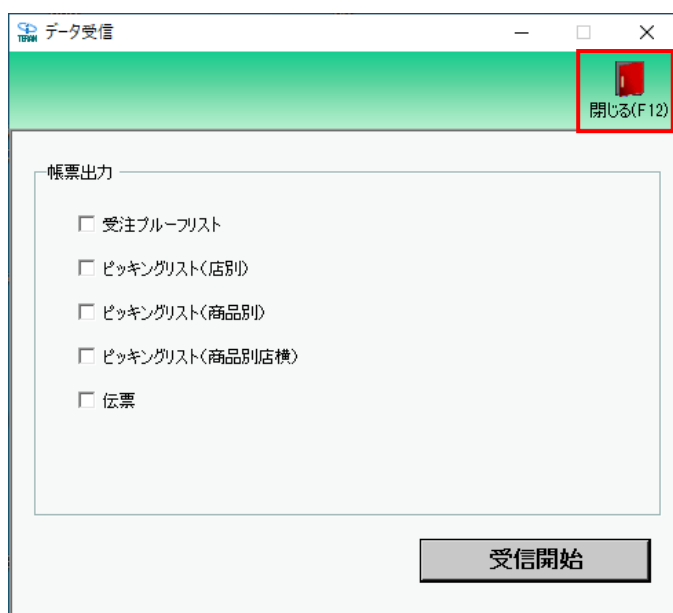 TERAN データ受信
閉じる(F12)
帳票出力
受注プルーフリスト
ピッキングリスト(店別)
ピッキングリスト(商品別)
ピッキングリスト(商品別店横)
伝票
受信開始